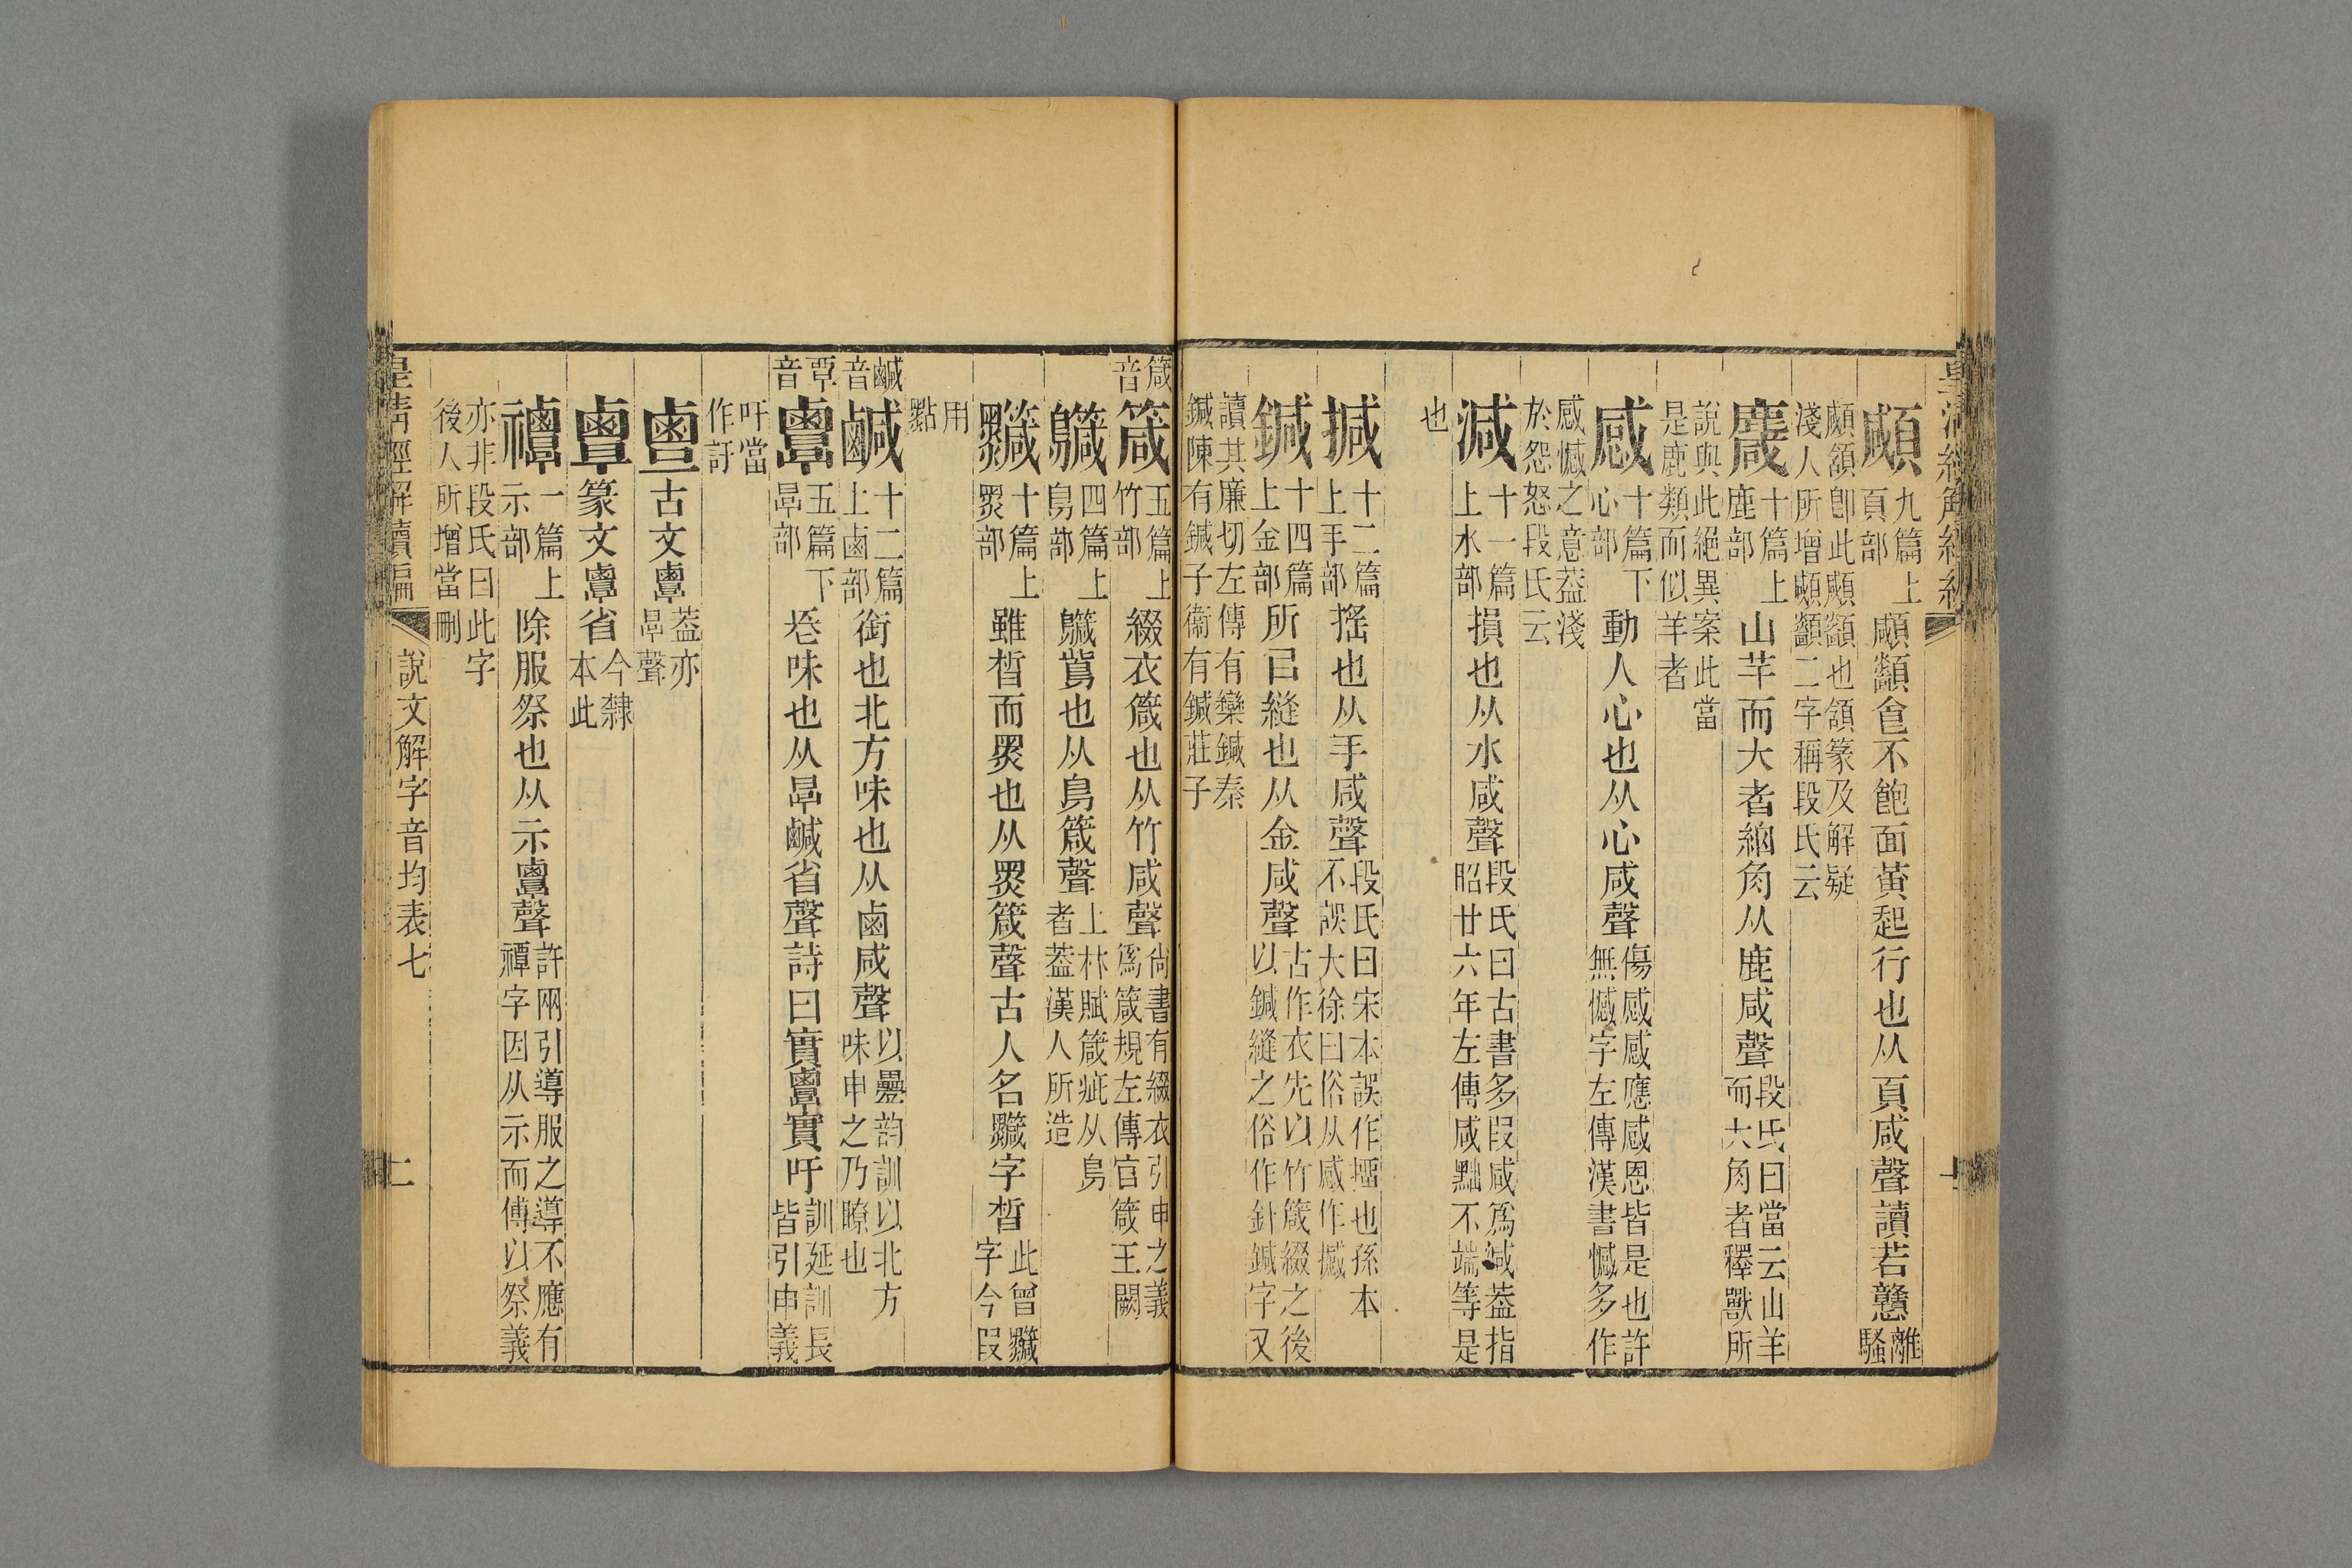 顑九篇上頁部顑䫲食不飽面黃起行也从頁咸聲讀若戇離騷
顑頷卽此顑䫲也頷篆及解疑淺人所增顑䫲二字稱段氏云
麙十篇上鹿部山羊而大者細角从鹿咸聲段氏曰當云山羊而大角者釋獸所
說與此絕異案此當是鹿類而似羊者
感十篇下心部動人心也从心咸聲傷感感應感恩皆是也許無憾字左傳漢書憾多作
感憾之意葢淺於怨怒段氏云
減十一篇上水部損也从水咸聲段氏曰古書多叚咸爲減葢指昭廿六年左傳咸黜不端等是
也
揻十二篇上手部搖也从手咸聲段氏曰宋本誤作搄也孫本不誤大徐曰俗从感作撼
鍼十四篇上金部所㠯縫也从金咸聲古作衣先以竹箴綴之後以鍼縫之俗作針鍼字又
讀其廉切左傳有欒鍼秦鍼陳有鍼子衞有鍼莊子
箴音箴五篇上竹部綴衣箴也从竹咸聲尙書有綴衣引申之義爲箴規左傳官箴王闕
鱵四篇上鳥部鱵鴜也从鳥箴聲上林賦箴疵从鳥者葢漢人所造
黬十篇上黑部雖晳而黑也从黑箴聲古人名黬字晳此曾黬字今叚
用點
鹹音鹹十二篇上鹵部銜也北方味也从鹵咸聲以曡韵訓以北方味申之乃瞭也
覃音𪉷五篇下㫗部㫗味也从㫗鹹省聲詩曰實覃實吁訓延訓長皆引申義
吁當作訏
𠧋古文覃葢亦㫗聲
覃篆文𪉷省今隸本此
禫一篇上示部除服祭也从示覃聲許兩引導服之導不應有禫字因从示而傅以祭義
亦非段氏曰此字後人所增當刪
皇淸經解續編 說文解字音均表七 二